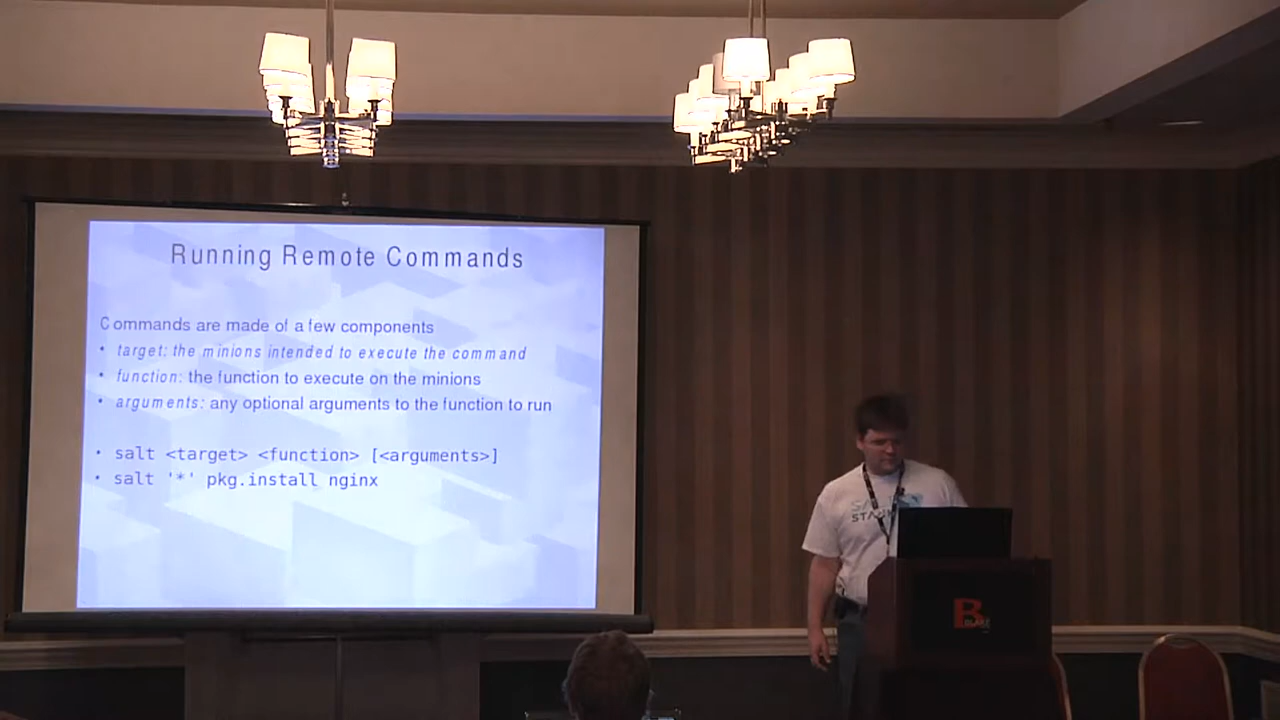 Running Remote Commands
Commands are made of a few components
• target: the minions intended to execute the command
• function: the function to execute on the minions
• arguments: any optional arguments to the function to run
• salt <target> <function> [<arguments>]
• salt '*' pkg.install nginx
B